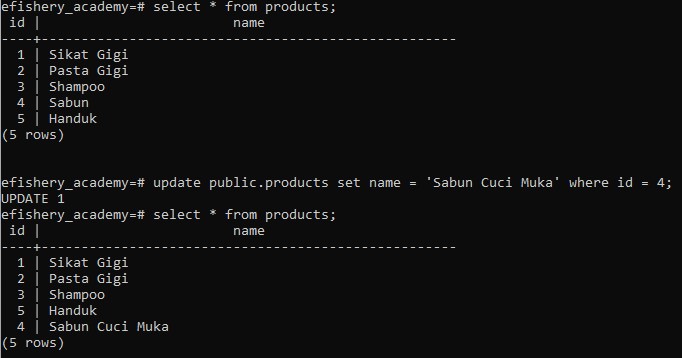 efishery_academy=# select * from products;
 id |                        name
----+----------------------------------------------------
  1 | Sikat Gigi
  2 | Pasta Gigi
  3 | Shampoo
  4 | Sabun
  5 | Handuk
(5 rows)
efishery_academy=# update public.products set name = 'Sabun Cuci Muka' where id = 4;
UPDATE 1
efishery_academy=# select * from products;
 id |                        name
----+----------------------------------------------------
  1 | Sikat Gigi
  2 | Pasta Gigi
  3 | Shampoo
  5 | Handuk
  4 | Sabun Cuci Muka
(5 rows)